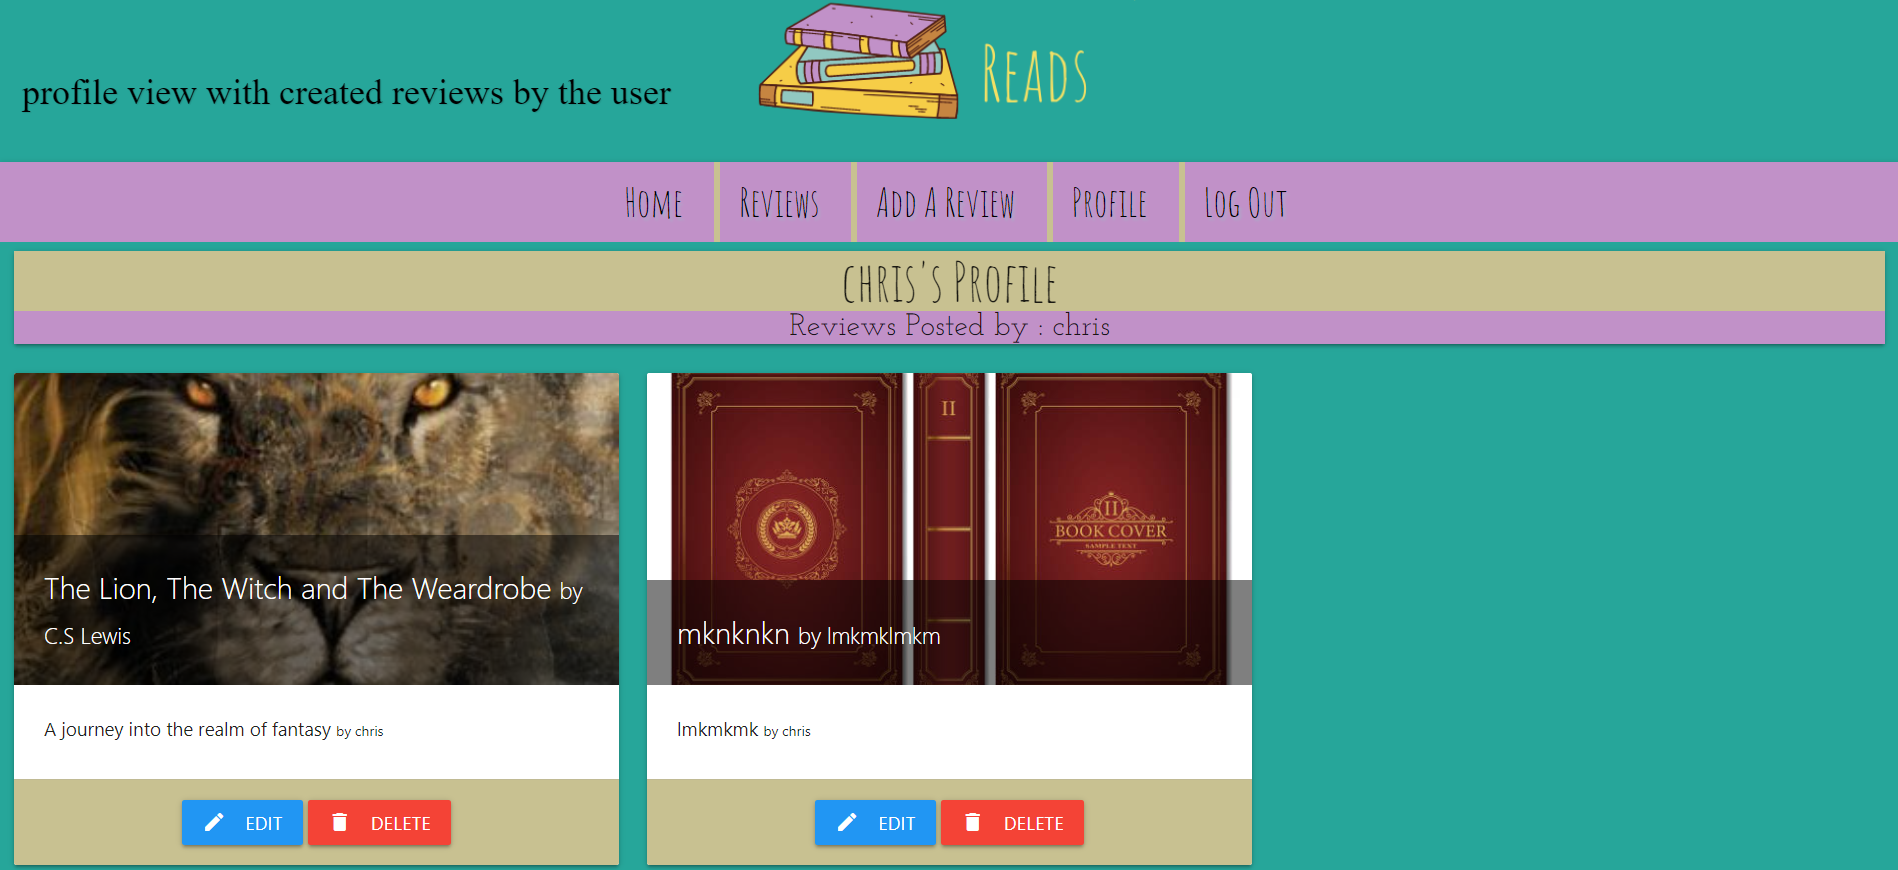 Reads
profile view with created reviews by the user
Home Reviews Add A Review Profile Log Out
chris's Profile
Reviews Posted by : chris
The Lion, The Witch and The Weardrobe by
C.S Lewis
A journey into the realm of fantasy by chris
EDIT DELETE
II
II
BOOK COVER
SAMPLE TEXT
mknknkn by lmkmklmkm
lmkmkmk by chris
EDIT DELETE